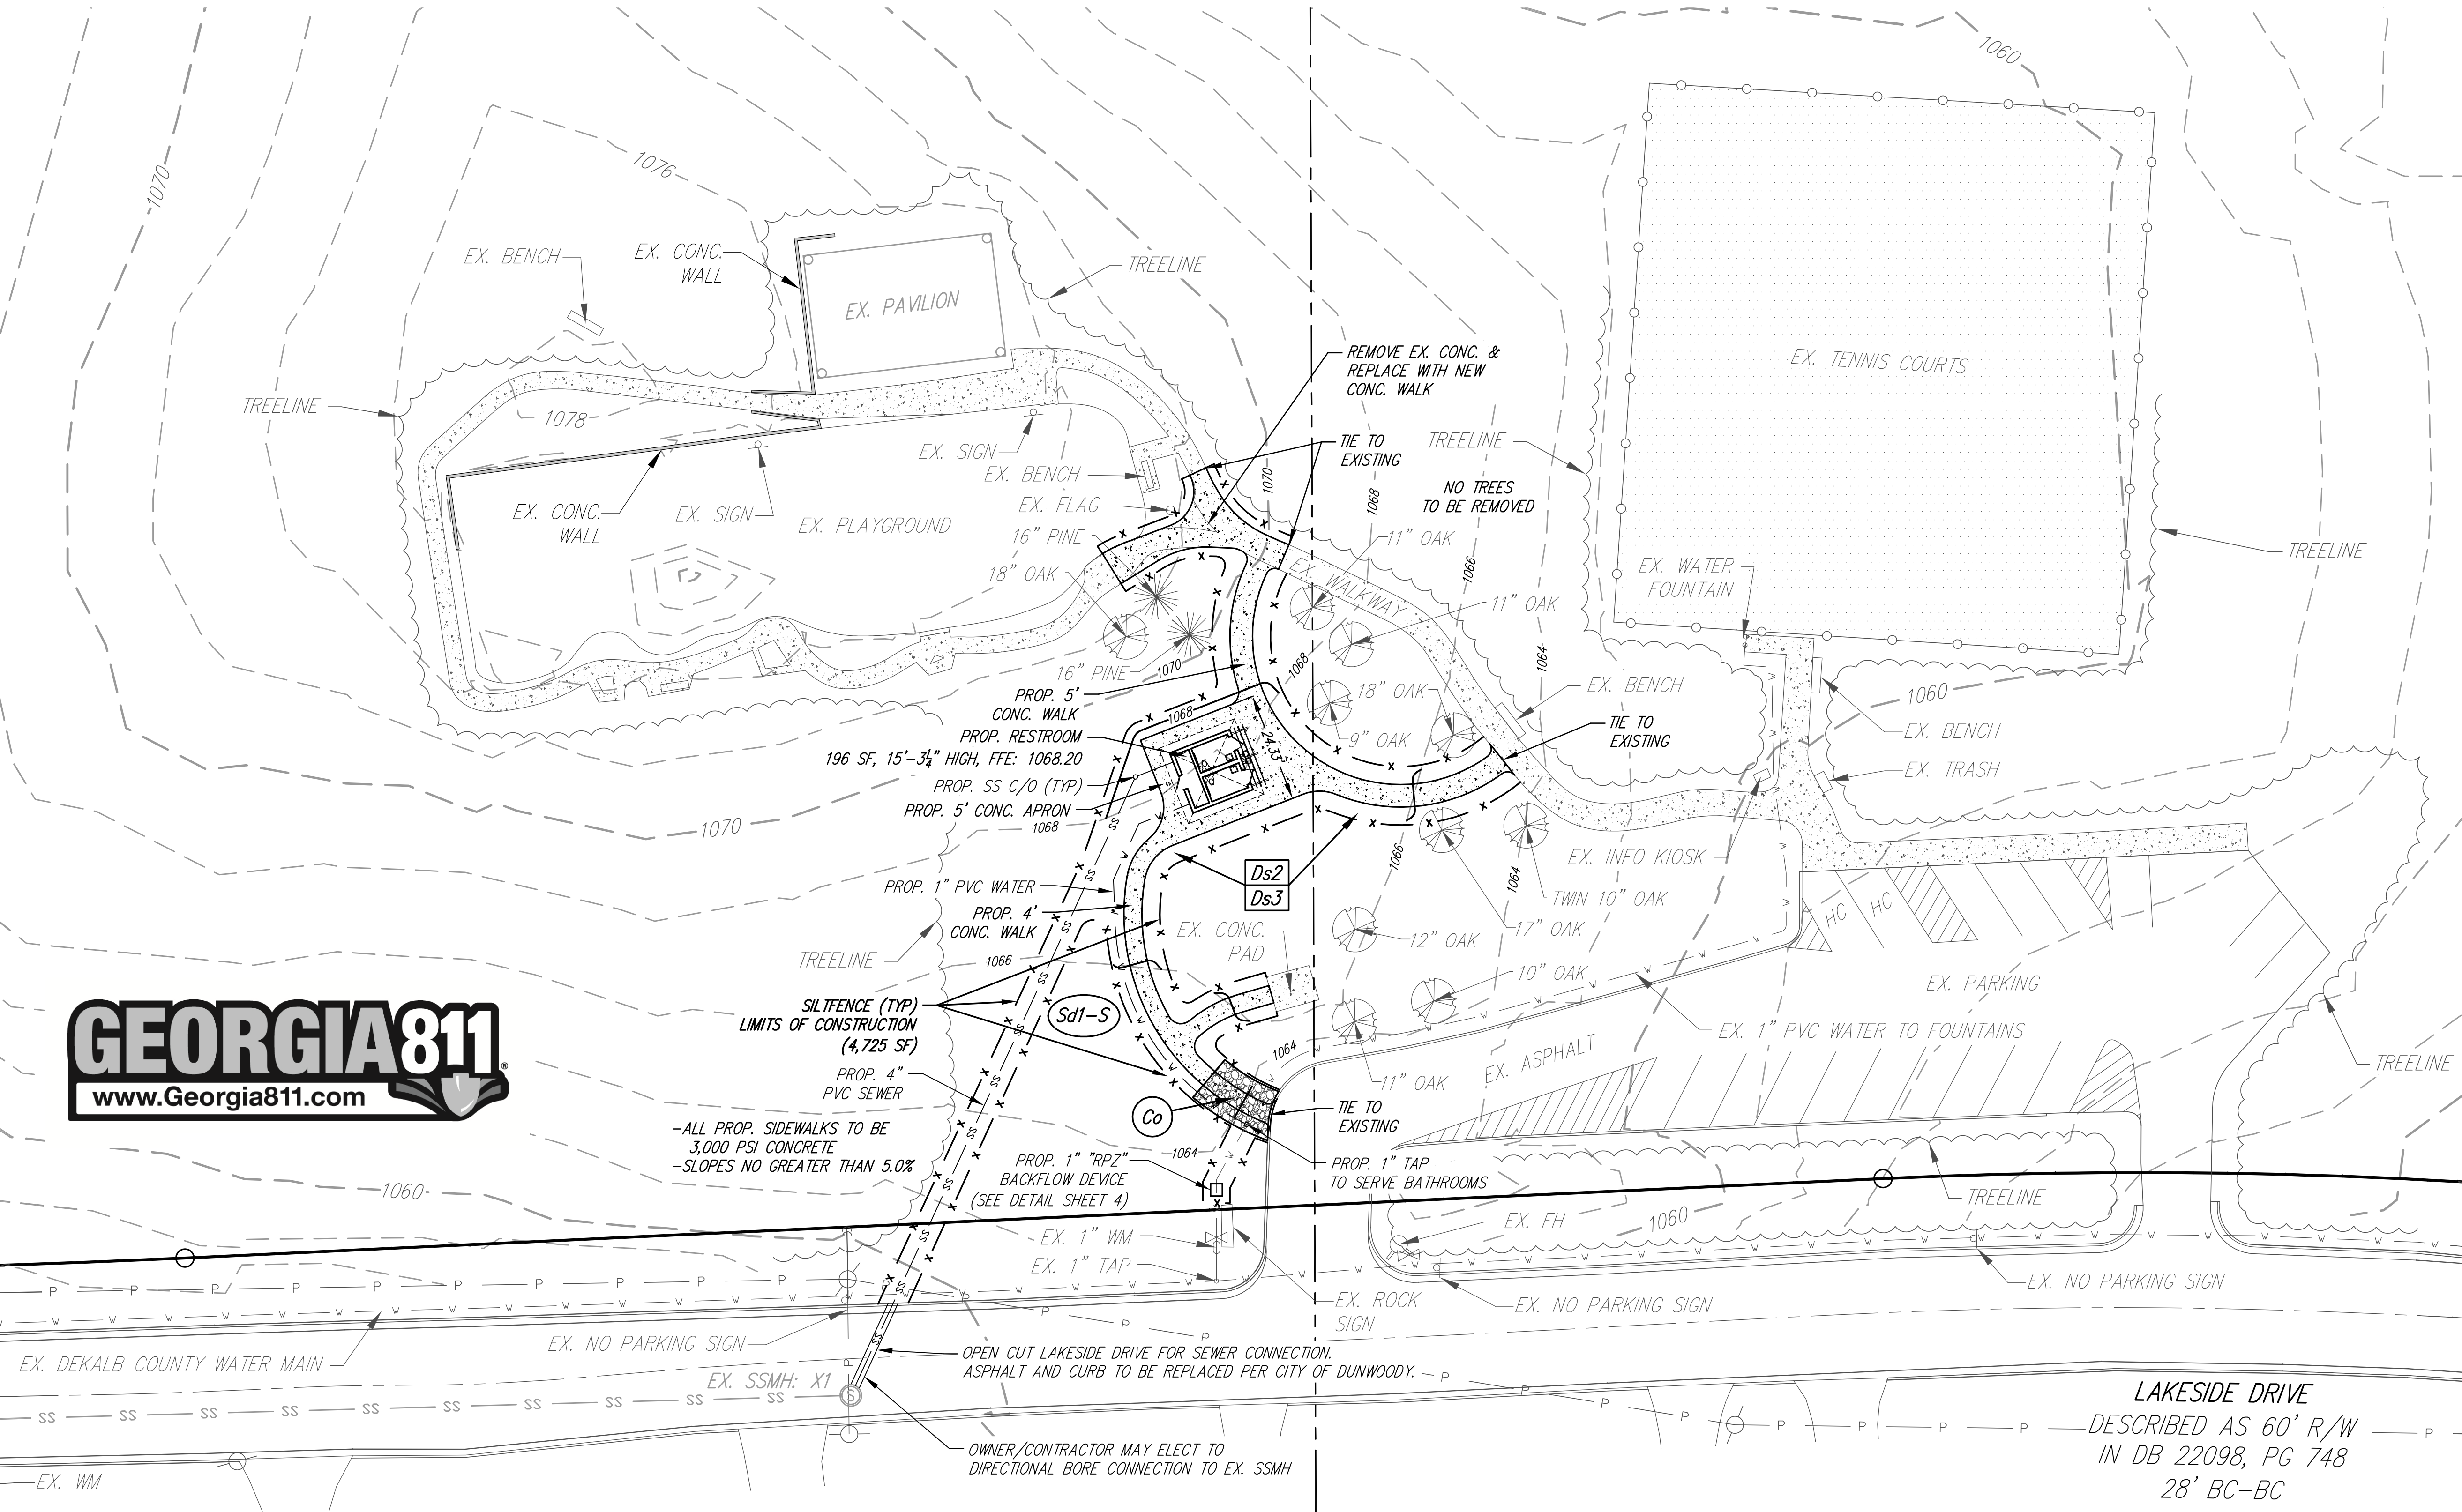 1060
1070
1076
EX. BENCH
EX. CONC.
WALL
TREELINE
EX. PAVILION
REMOVE EX. CONC. &
REPLACE WITH NEW
CONC. WALK
EX. TENNIS COURTS
TREELINE
1078
EX. SIGN
TIE TO
EXISTING
TREELINE
EX. BENCH
1070
1068
NO TREES
TO BE REMOVED
EX. FLAG
EX. CONC.
WALL
EX. SIGN
EX. PLAYGROUND
16" PINE
11" OAK
TREELINE
18" OAK
EX. WALKWAY
1066
EX. WATER
FOUNTAIN
11" OAK
16" PINE
1070
1068
1064
PROP. 5'
CONC. WALK
18" OAK
EX. BENCH
1060
1068
PROP. RESTROOM
196 SF, 15'-3½" HIGH, FFE: 1068.20
24.33'
9" OAK
TIE TO
EXISTING
EX. BENCH
PROP. SS C/O (TYP)
EX. TRASH
PROP. 5' CONC. APRON
1068
1070
SS
W
1066
EX. INFO KIOSK
Ds2
Ds3
1064
PROP. 1" PVC WATER
TWIN 10" OAK
HC
HC
PROP. 4'
CONC. WALK
17" OAK
EX. CONC.
PAD
12" OAK
TREELINE
1066
10" OAK
EX. PARKING
SILTFENCE (TYP)
LIMITS OF CONSTRUCTION
(4,725 SF)
Sd1-S
EX. 1" PVC WATER TO FOUNTAINS
GEORGIA811®
www.Georgia811.com
1064
EX. ASPHALT
TREELINE
PROP. 4"
PVC SEWER
11" OAK
Co
TIE TO
EXISTING
-ALL PROP. SIDEWALKS TO BE
3,000 PSI CONCRETE
-SLOPES NO GREATER THAN 5.0%
1064
PROP. 1" "RPZ"
BACKFLOW DEVICE
(SEE DETAIL SHEET 4)
PROP. 1" TAP
TO SERVE BATHROOMS
1060
TREELINE
EX. FH
1060
EX. 1" WM
EX. 1" TAP
P P P P P P P P P
EX. NO PARKING SIGN
EX. ROCK
SIGN
EX. NO PARKING SIGN
W W W W W W W W W
EX. NO PARKING SIGN
EX. DEKALB COUNTY WATER MAIN
OPEN CUT LAKESIDE DRIVE FOR SEWER CONNECTION.
ASPHALT AND CURB TO BE REPLACED PER CITY OF DUNWOODY.
EX. SSMH: X1
S
SS SS SS SS SS SS SS SS SS SS
LAKESIDE DRIVE
DESCRIBED AS 60' R/W
IN DB 22098, PG 748
28' BC-BC
OWNER/CONTRACTOR MAY ELECT TO
DIRECTIONAL BORE CONNECTION TO EX. SSMH
EX. WM